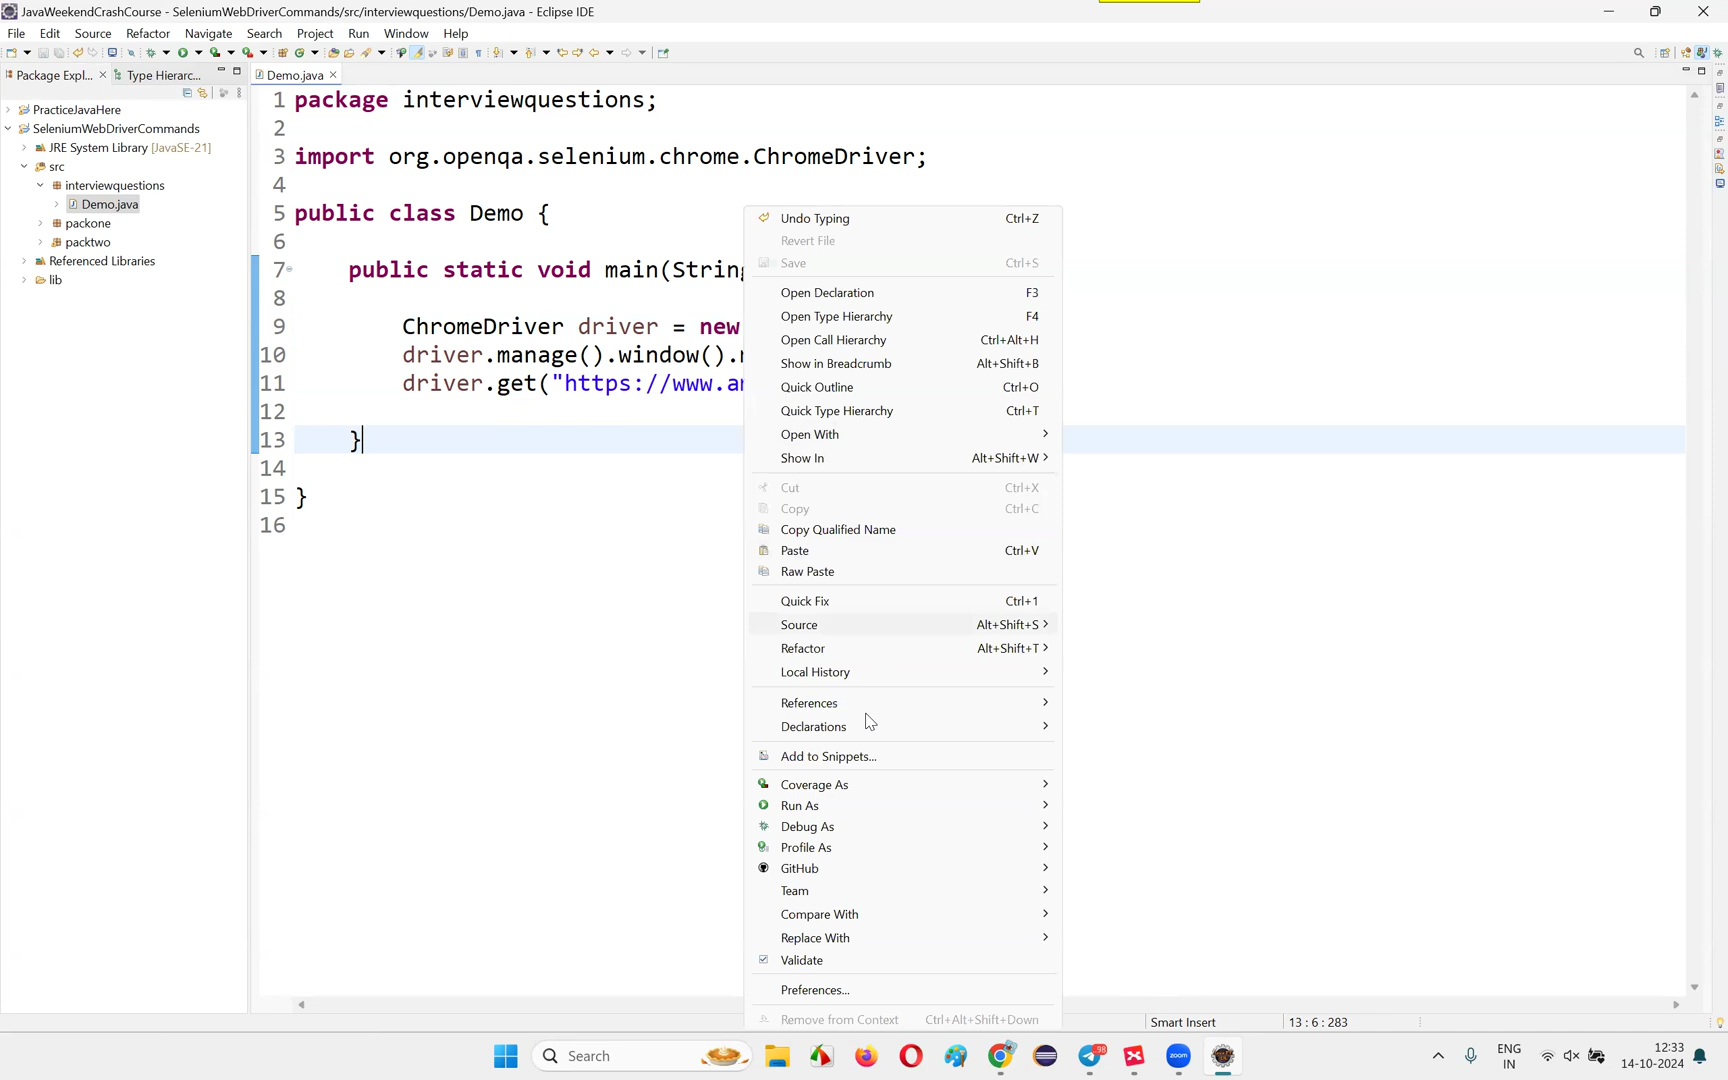 JavaWeekendCrashCourse - SeleniumWebDriverCommands/src/interviewquestions/Demo.java - Eclipse IDE
File Edit Source Refactor Navigate Search Project Run Window Help
Package Expl... Type Hierarc...
PracticeJavaHere
SeleniumWebDriverCommands
JRE System Library [JavaSE-21]
src
interviewquestions
Demo.java
packone
packtwo
Referenced Libraries
lib
Demo.java
1 package interviewquestions;
2
3 import org.openqa.selenium.chrome.ChromeDriver;
4
5 public class Demo {
6
7 public static void main(String
8
9 ChromeDriver driver = new
10 driver.manage().window().
11 driver.get("https://www.
12
13 }
14
15 }
16
Undo Typing Ctrl+Z
Revert File
Save Ctrl+S
Open Declaration F3
Open Type Hierarchy F4
Open Call Hierarchy Ctrl+Alt+H
Show in Breadcrumb Alt+Shift+B
Quick Outline Ctrl+O
Quick Type Hierarchy Ctrl+T
Open With
Show In Alt+Shift+W
Cut Ctrl+X
Copy Ctrl+C
Copy Qualified Name
Paste Ctrl+V
Raw Paste
Quick Fix Ctrl+1
Source Alt+Shift+S
Refactor Alt+Shift+T
Local History
References
Declarations
Add to Snippets...
Coverage As
Run As
Debug As
Profile As
GitHub
Team
Compare With
Replace With
Validate
Preferences...
Remove from Context Ctrl+Alt+Shift+Down
Smart Insert 13 : 6 : 283
Search
98
zoom
ENG
IN
12:33
14-10-2024